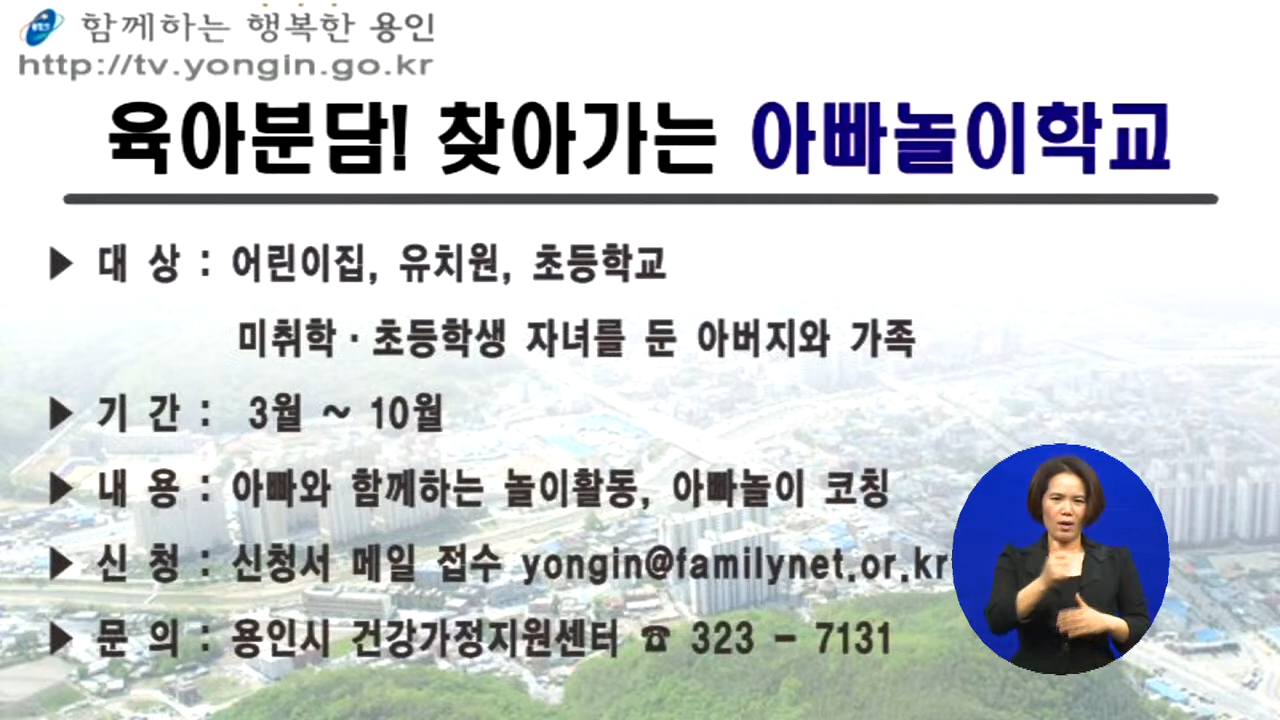 함께하는 행복한 용인
http://tv.yongin.go.kr
육아분담! 찾아가는 아빠놀이학교
▶ 대 상 : 어린이집, 유치원, 초등학교
미취학 · 초등학생 자녀를 둔 아버지와 가족
▶ 기 간 : 3월 ~ 10월
▶ 내 용 : 아빠와 함께하는 놀이활동, 아빠놀이 코칭
▶ 신 청 : 신청서 메일 접수 yongin@familynet.or.kr
▶ 문 의 : 용인시 건강가정지원센터 ☎ 323 - 7131